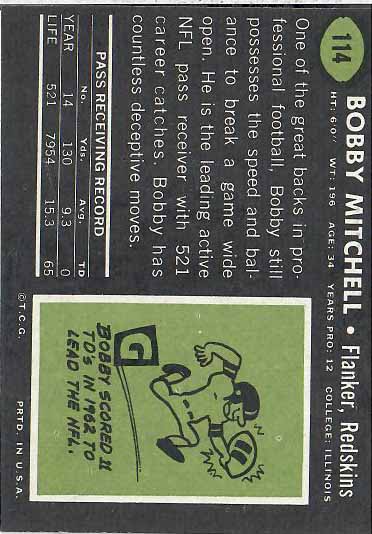 114
BOBBY MITCHELL • Flanker, Redskins
HT: 6'0" WT: 196 AGE: 34 YEARS PRO: 12 COLLEGE: ILLINOIS
One of the great backs in pro-
fessional football, Bobby still
possesses the speed and bal-
ance to break a game wide
open. He is the leading active
NFL pass receiver with 521
career catches. Bobby has
countless deceptive moves.
PASS RECEIVING RECORD
No. Yds. Avg. TD
YEAR 14 130 9.3 0
LIFE 521 7954 15.3 65
G
BOBBY SCORED 11
TD'S IN 1962 TO
LEAD THE NFL.
© T.C.G. PRTD. IN U.S.A.